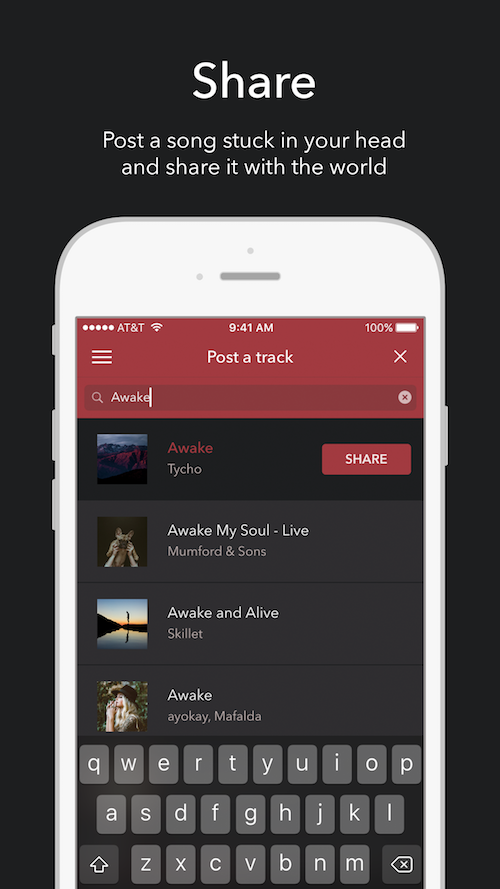 Share
Post a song stuck in your head
and share it with the world
AT&T 9:41 AM 100%
Post a track
Awake
Awake
Tycho
SHARE
Awake My Soul - Live
Mumford & Sons
Awake and Alive
Skillet
Awake
ayokay, Mafalda
q w e r t y u i o p
a s d f g h j k l
z x c v b n m